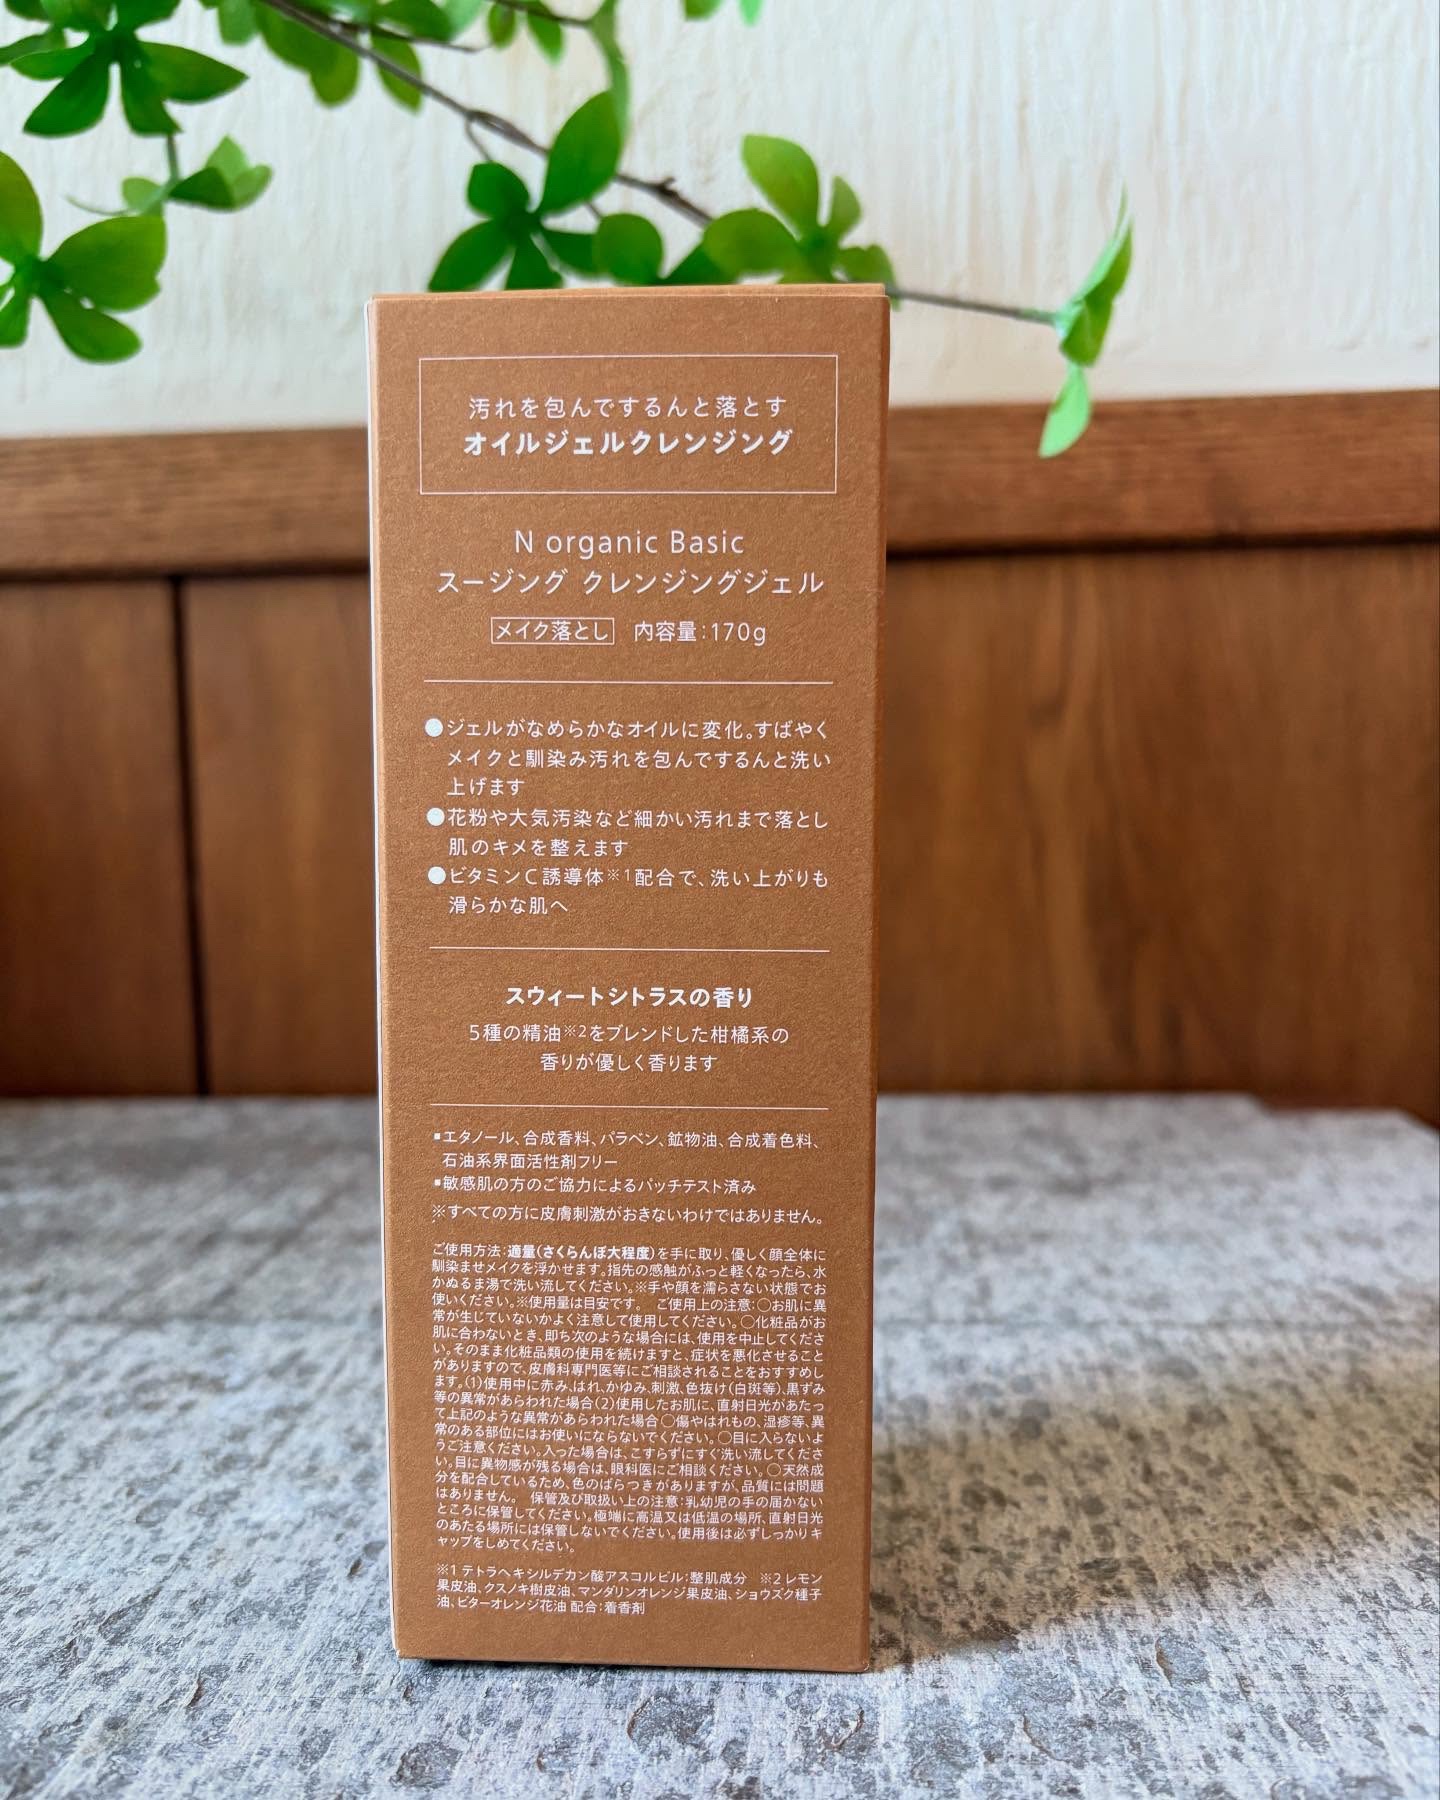 汚れを包んでするんと落とす
オイルジェルクレンジング
N organic Basic
スージング クレンジングジェル
メイク落とし 内容量：170g
●ジェルがなめらかなオイルに変化。すばやく
メイクと馴染み汚れを包んでするんと洗い
上げます
●花粉や大気汚染など細かい汚れまで落とし
肌のキメを整えます
●ビタミンC誘導体※1配合で、洗い上がりも
滑らかな肌へ
スウィートシトラスの香り
5種の精油※2をブレンドした柑橘系の
香りが優しく香ります
▪エタノール、合成香料、パラベン、鉱物油、合成着色料、
石油系界面活性剤フリー
▪敏感肌の方のご協力によるパッチテスト済み
※すべての方に皮膚刺激がおきないわけではありません。
ご使用方法：適量（さくらんぼ大程度）を手に取り、優しく顔全体に
馴染ませメイクを浮かせます。指先の感触がふっと軽くなったら、水
かぬるま湯で洗い流してください。※手や顔を濡らさない状態でお
使いください。※使用量は目安です。 ご使用上の注意：○お肌に異
常が生じていないかよく注意して使用してください。○化粧品がお
肌に合わないとき、即ち次のような場合には、使用を中止してくださ
い。そのまま化粧品類の使用を続けますと、症状を悪化させること
がありますので、皮膚科専門医等にご相談されることをおすすめし
ます。（1）使用中に赤み、はれ、かゆみ、刺激、色抜け（白斑等）、黒ずみ
等の異常があらわれた場合（2）使用したお肌に、直射日光があたっ
て上記のような異常があらわれた場合○傷やはれもの、湿疹等、異
常のある部位にはお使いにならないでください。○目に入らないよ
うご注意ください。入った場合は、こすらずにすぐ洗い流してくださ
い。目に異物感が残る場合は、眼科医にご相談ください。○天然成
分を配合しているため、色のばらつきがありますが、品質には問題
はありません。 保管及び取扱い上の注意：乳幼児の手の届かない
ところに保管してください。極端に高温又は低温の場所、直射日光
のあたる場所には保管しないでください。使用後は必ずしっかりキ
ャップをしめてください。
※1 テトラヘキシルデカン酸アスコルビル：整肌成分 ※2 レモン
果皮油、クスノキ樹皮油、マンダリンオレンジ果皮油、ショウズク種子
油、ビターオレンジ花油 配合：着香剤